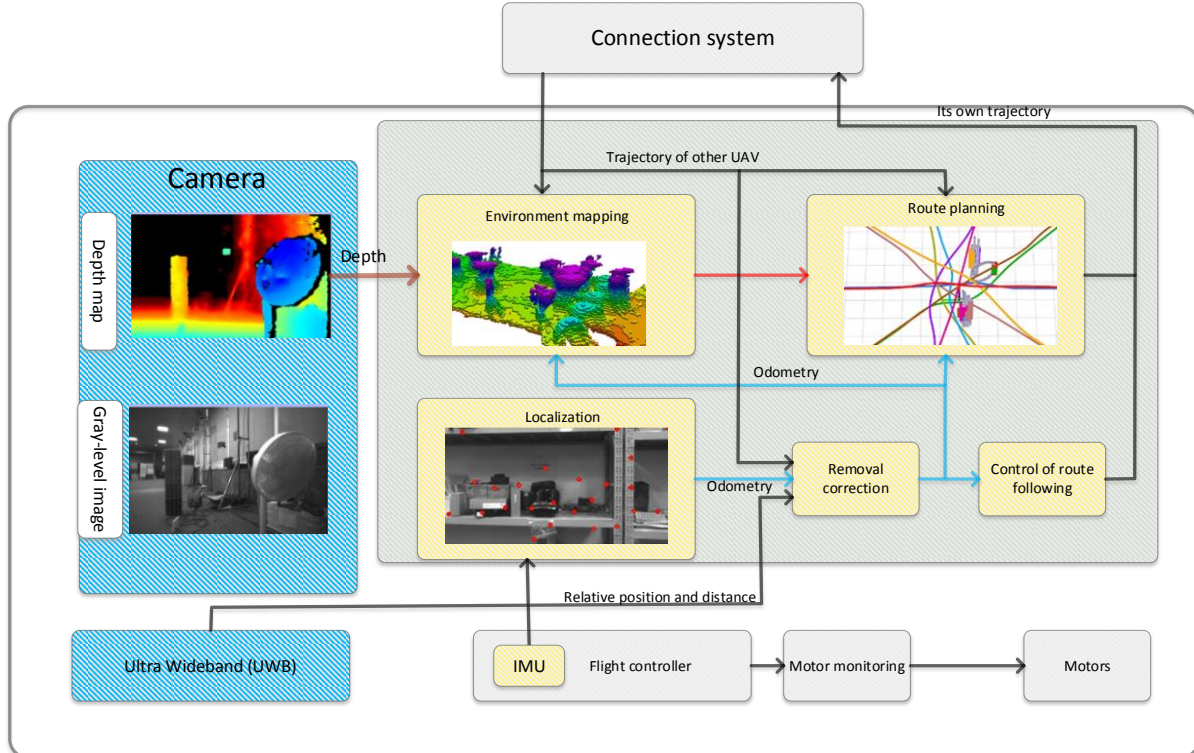 Connection system
Its own trajectory
Camera
Trajectory of other UAV
Depth map
Depth
Environment mapping
Route planning
Odometry
Gray-level image
Localization
Odometry
Removal
correction
Control of route
following
Relative position and distance
Ultra Wideband (UWB)
IMU
Flight controller
Motor monitoring
Motors